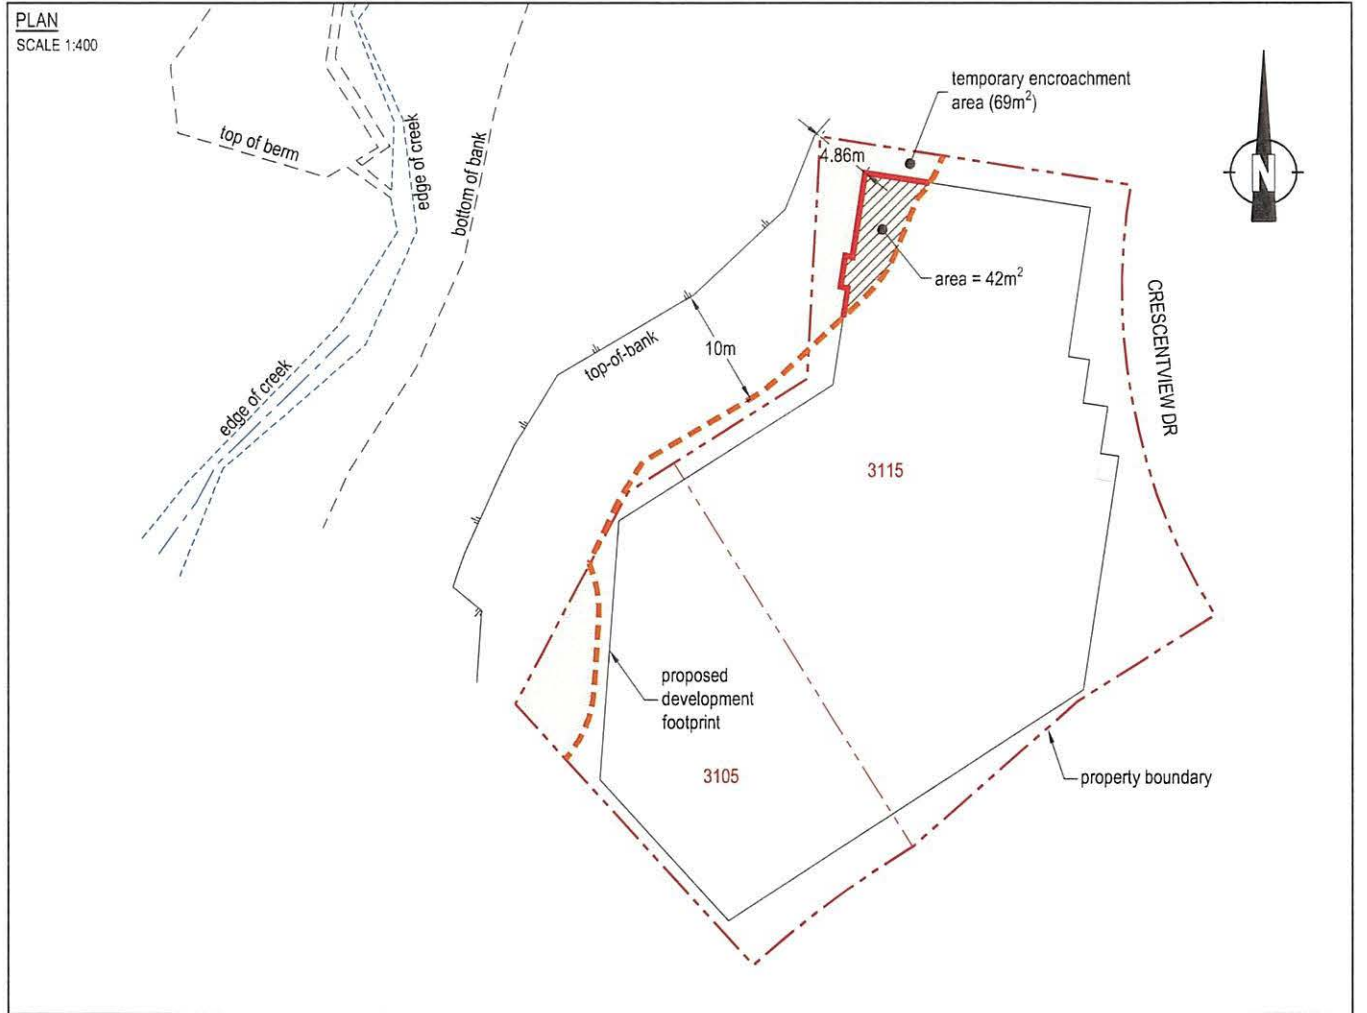 PLAN
SCALE 1:400
temporary encroachment
area (69m²)
top of berm
edge of creek
bottom of bank
4.86m
N
area = 42m²
CRESCENTVIEW DR
10m
top-of-bank
edge of creek
3115
proposed
development
footprint
3105
property boundary